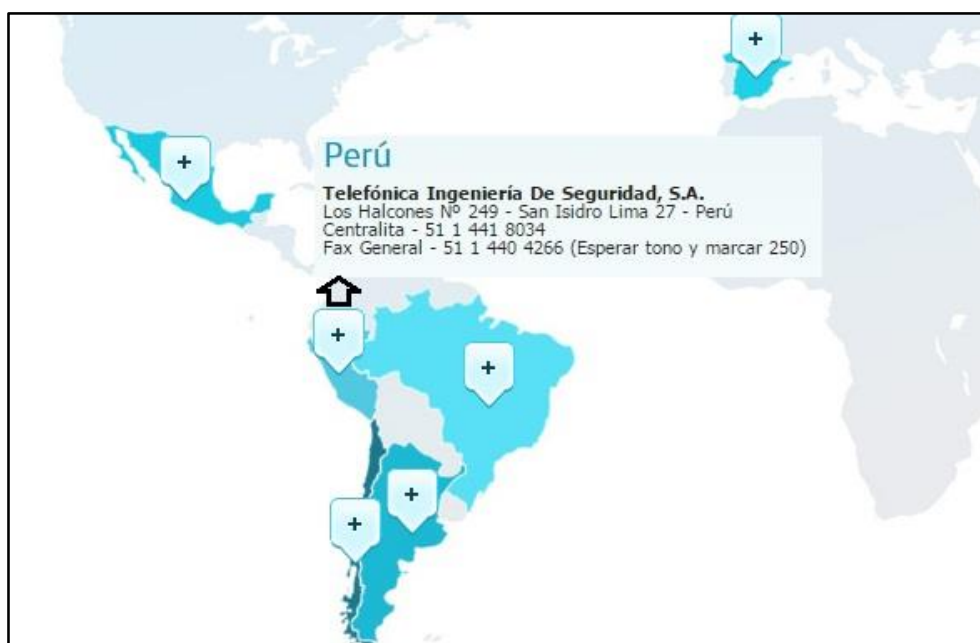 Perú
Telefónica Ingeniería De Seguridad, S.A.
Los Halcones Nº 249 - San Isidro Lima 27 - Perú
Centralita - 51 1 441 8034
Fax General - 51 1 440 4266 (Esperar tono y marcar 250)